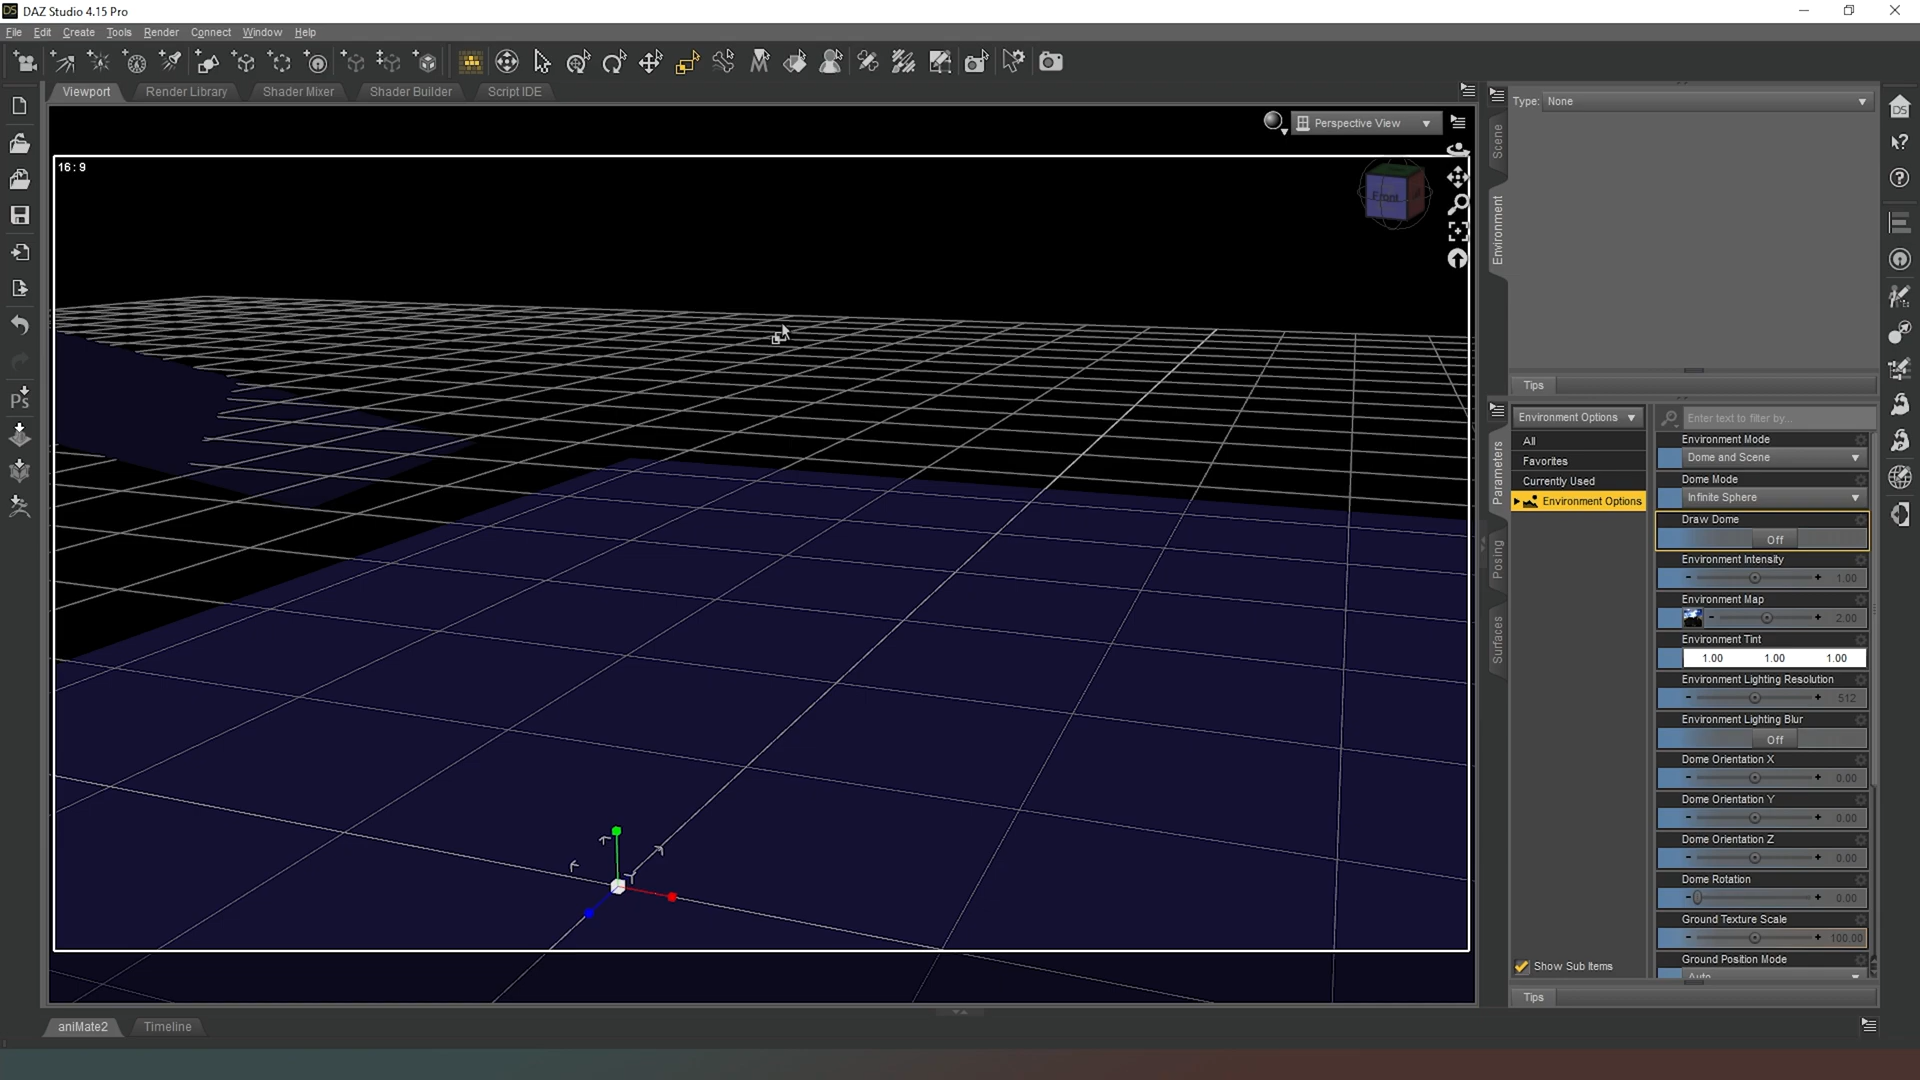 DS DAZ Studio 4.15 Pro
File Edit Create Tools Render Connect Window Help
Viewport Render Library Shader Mixer Shader Builder Script IDE
Perspective View
16 : 9
Front
Type: None
Scene
Environment
Tips
Parameters
Posing
Surfaces
Environment Options
All
Favorites
Currently Used
Environment Options
Show Sub Items
Enter text to filter by...
Environment Mode
Dome and Scene
Dome Mode
Infinite Sphere
Draw Dome
Off
Environment Intensity
1.00
Environment Map
2.00
Environment Tint
1.00 1.00 1.00
Environment Lighting Resolution
512
Environment Lighting Blur
Off
Dome Orientation X
0.00
Dome Orientation Y
0.00
Dome Orientation Z
0.00
Dome Rotation
0.00
Ground Texture Scale
100.00
Ground Position Mode
Auto
Tips
aniMate2 Timeline
Ps
DS